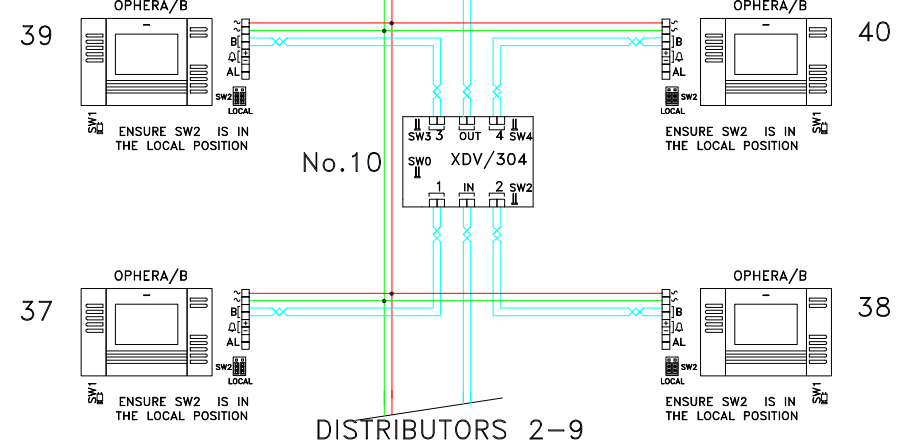 OPHERA/B
OPHERA/B
39
40
~
~
B
AL
SW2
LOCAL
SW1
ENSURE SW2 IS IN
THE LOCAL POSITION
~
~
B
AL
SW2
LOCAL
SW1
ENSURE SW2 IS IN
THE LOCAL POSITION
SW3 3 OUT 4 SW4
No.10
SW0
XDV/304
1 IN 2 SW2
OPHERA/B
OPHERA/B
37
38
~
~
B
AL
SW2
LOCAL
SW1
ENSURE SW2 IS IN
THE LOCAL POSITION
~
~
B
AL
SW2
LOCAL
SW1
ENSURE SW2 IS IN
THE LOCAL POSITION
DISTRIBUTORS 2-9